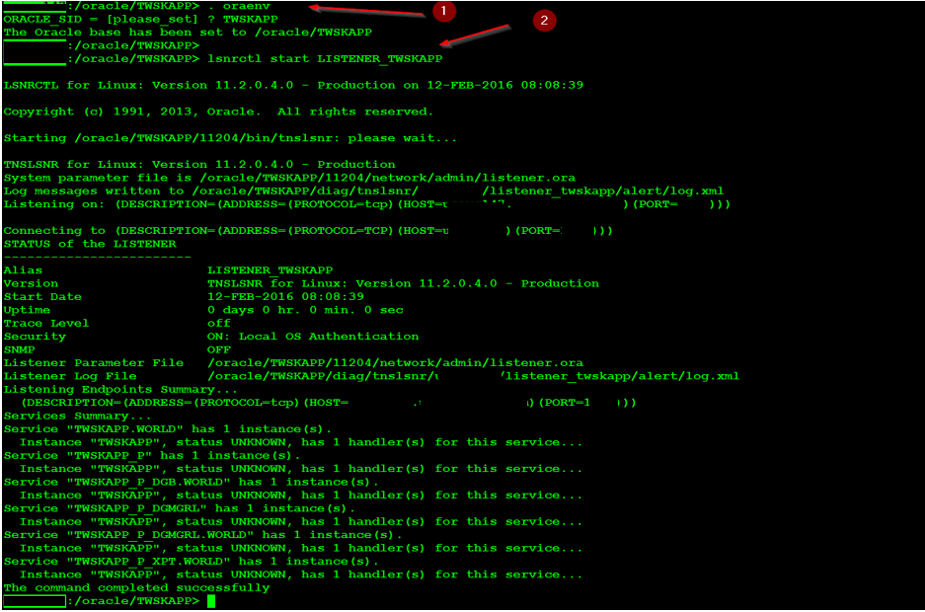 :/oracle/TWSKAPP> . oraenv
1
ORACLE_SID = [please_set] ? TWSKAPP
2
The Oracle base has been set to /oracle/TWSKAPP
:/oracle/TWSKAPP>
:/oracle/TWSKAPP> lsnrctl start LISTENER_TWSKAPP
LSNRCTL for Linux: Version 11.2.0.4.0 - Production on 12-FEB-2016 08:08:39
Copyright (c) 1991, 2013, Oracle.  All rights reserved.
Starting /oracle/TWSKAPP/11204/bin/tnslsnr: please wait...
TNSLSNR for Linux: Version 11.2.0.4.0 - Production
System parameter file is /oracle/TWSKAPP/11204/network/admin/listener.ora
Log messages written to /oracle/TWSKAPP/diag/tnslsnr/ /listener_twskapp/alert/log.xml
Listening on: (DESCRIPTION=(ADDRESS=(PROTOCOL=tcp)(HOST= )(PORT= )))
Connecting to (DESCRIPTION=(ADDRESS=(PROTOCOL=TCP)(HOST= )(PORT= )))
STATUS of the LISTENER
------------------------
Alias LISTENER_TWSKAPP
Version TNSLSNR for Linux: Version 11.2.0.4.0 - Production
Start Date 12-FEB-2016 08:08:39
Uptime 0 days 0 hr. 0 min. 0 sec
Trace Level off
Security ON: Local OS Authentication
SNMP OFF
Listener Parameter File /oracle/TWSKAPP/11204/network/admin/listener.ora
Listener Log File /oracle/TWSKAPP/diag/tnslsnr/ /listener_twskapp/alert/log.xml
Listening Endpoints Summary...
(DESCRIPTION=(ADDRESS=(PROTOCOL=tcp)(HOST= )(PORT=1 )))
Services Summary...
Service "TWSKAPP.WORLD" has 1 instance(s).
Instance "TWSKAPP", status UNKNOWN, has 1 handler(s) for this service...
Service "TWSKAPP_P" has 1 instance(s).
Instance "TWSKAPP", status UNKNOWN, has 1 handler(s) for this service...
Service "TWSKAPP_P_DGB.WORLD" has 1 instance(s).
Instance "TWSKAPP", status UNKNOWN, has 1 handler(s) for this service...
Service "TWSKAPP_P_DGMGRL" has 1 instance(s).
Instance "TWSKAPP", status UNKNOWN, has 1 handler(s) for this service...
Service "TWSKAPP_P_DGMGRL.WORLD" has 1 instance(s).
Instance "TWSKAPP", status UNKNOWN, has 1 handler(s) for this service...
Service "TWSKAPP_P_XPT.WORLD" has 1 instance(s).
Instance "TWSKAPP", status UNKNOWN, has 1 handler(s) for this service...
The command completed successfully
:/oracle/TWSKAPP>